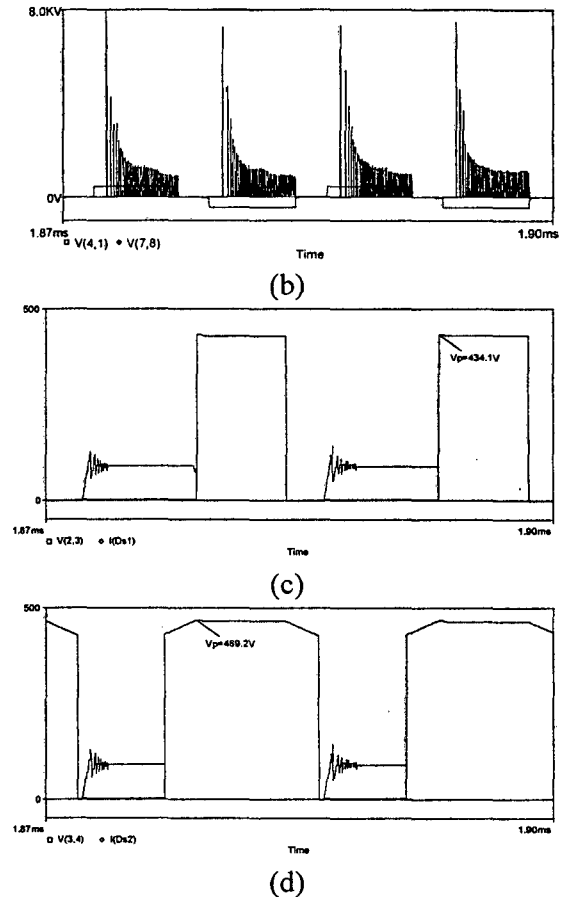 8.0KV
0V
1.87ms
1.90ms
□ V(4,1) ◆ V(7,8)
Time
(b)
500
Vp=434.1V
0
1.87ms
1.90ms
□ V(2,3) ◇ I(Ds1)
Time
(c)
500
Vp=469.2V
0
1.87ms
1.90ms
□ V(3,4) ◇ I(Ds2)
Time
(d)